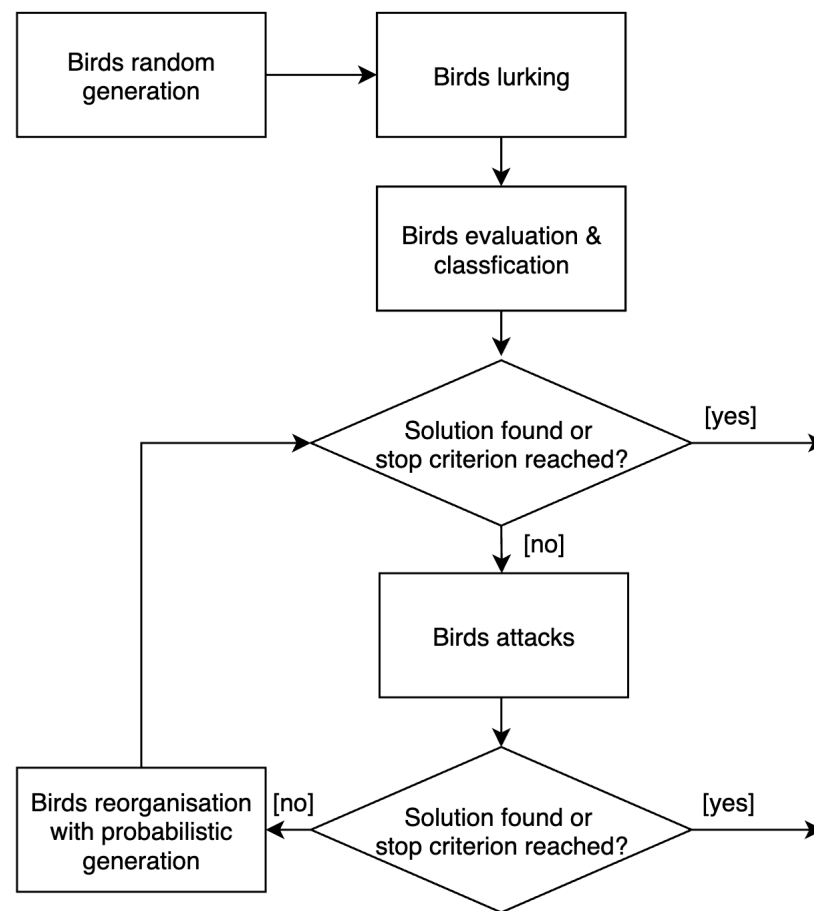 Birds random
generation
Birds lurking
Birds evaluation &
classfication
Solution found or
stop criterion reached?
[yes]
[no]
Birds attacks
Solution found or
stop criterion reached?
[yes]
[no]
Birds reorganisation
with probabilistic
generation